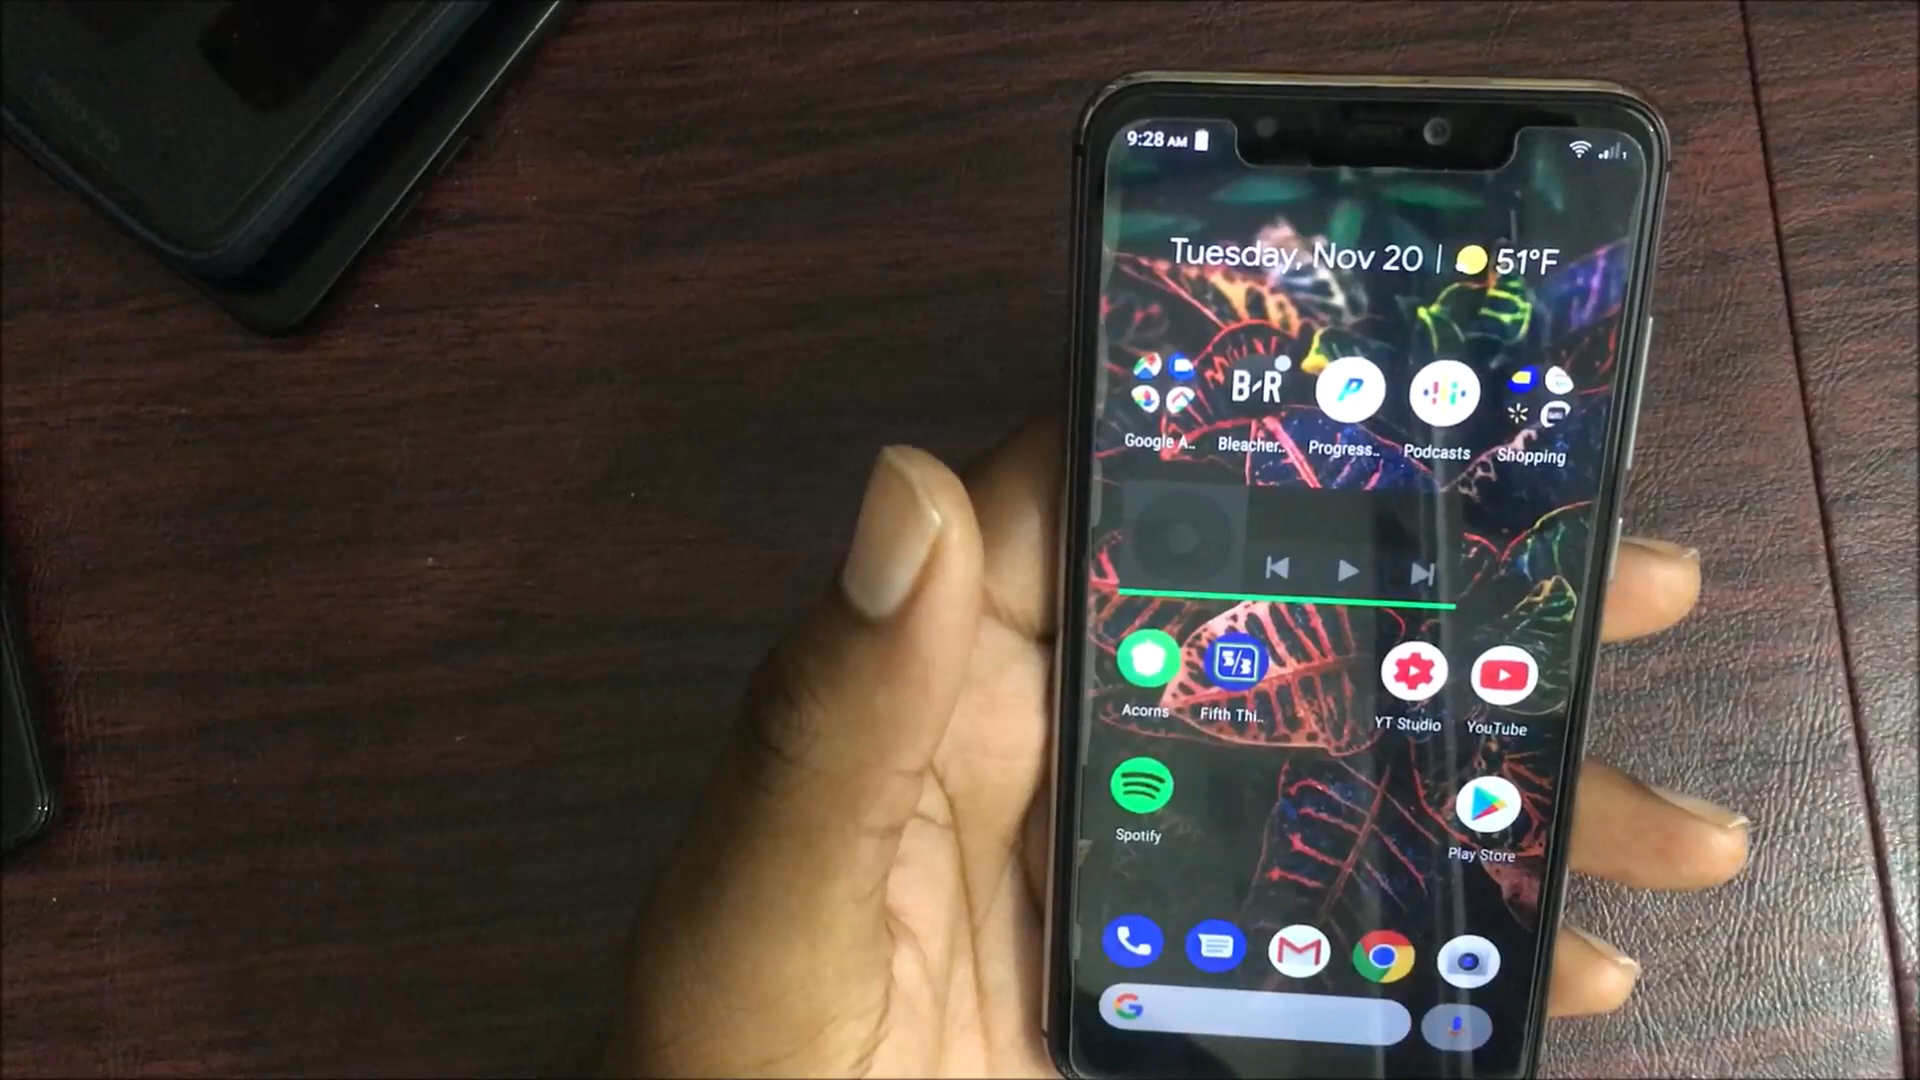 9:28 AM
Tuesday, Nov 20 | 51°F
B/R
Google A..
Bleacher..
Progress..
Podcasts
Shopping
Acorns
Fifth Thi..
YT Studio
YouTube
Spotify
Play Store